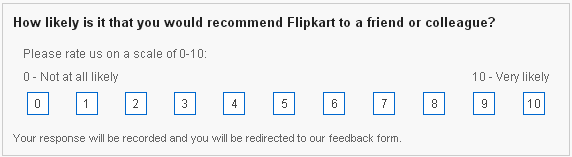 How likely is it that you would recommend Flipkart to a friend or colleague?
Please rate us on a scale of 0-10:
0 - Not at all likely 10 - Very likely
0 1 2 3 4 5 6 7 8 9 10
Your response will be recorded and you will be redirected to our feedback form.